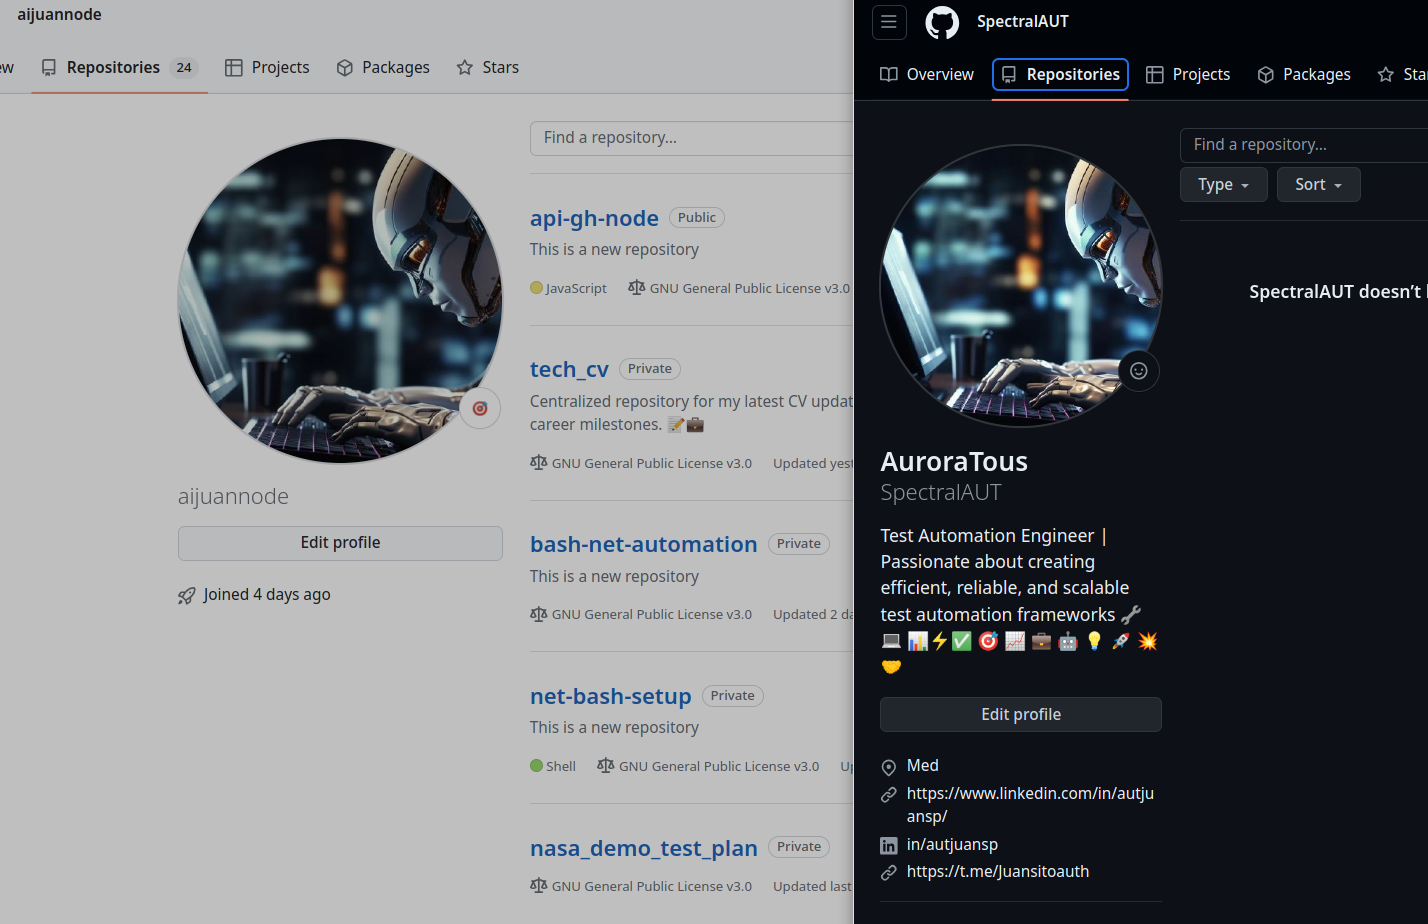 aijuannode
Repositories 24 Projects Packages Stars
Find a repository...
api-gh-node Public
This is a new repository
JavaScript GNU General Public License v3.0
tech_cv Private
Centralized repository for my latest CV
career milestones. 📝💼
GNU General Public License v3.0 Updated
bash-net-automation Private
This is a new repository
GNU General Public License v3.0 Updated 2
net-bash-setup Private
This is a new repository
Shell GNU General Public License v3.0
nasa_demo_test_plan Private
GNU General Public License v3.0 Updated last
aijuannode
Edit profile
Joined 4 days ago
SpectralAUT
Overview Repositories Projects Packages
Find a repository...
Type Sort
SpectralAUT doesn’t
AuroraTous
SpectralAUT
Test Automation Engineer |
Passionate about creating
efficient, reliable, and scalable
test automation frameworks 🔧
💻 📊⚡✅ 🎯 📈 💼 🤖 💡 🚀 💥
🤝
Edit profile
Med
https://www.linkedin.com/in/autju
ansp/
in/autjuansp
https://t.me/Juansitoauth